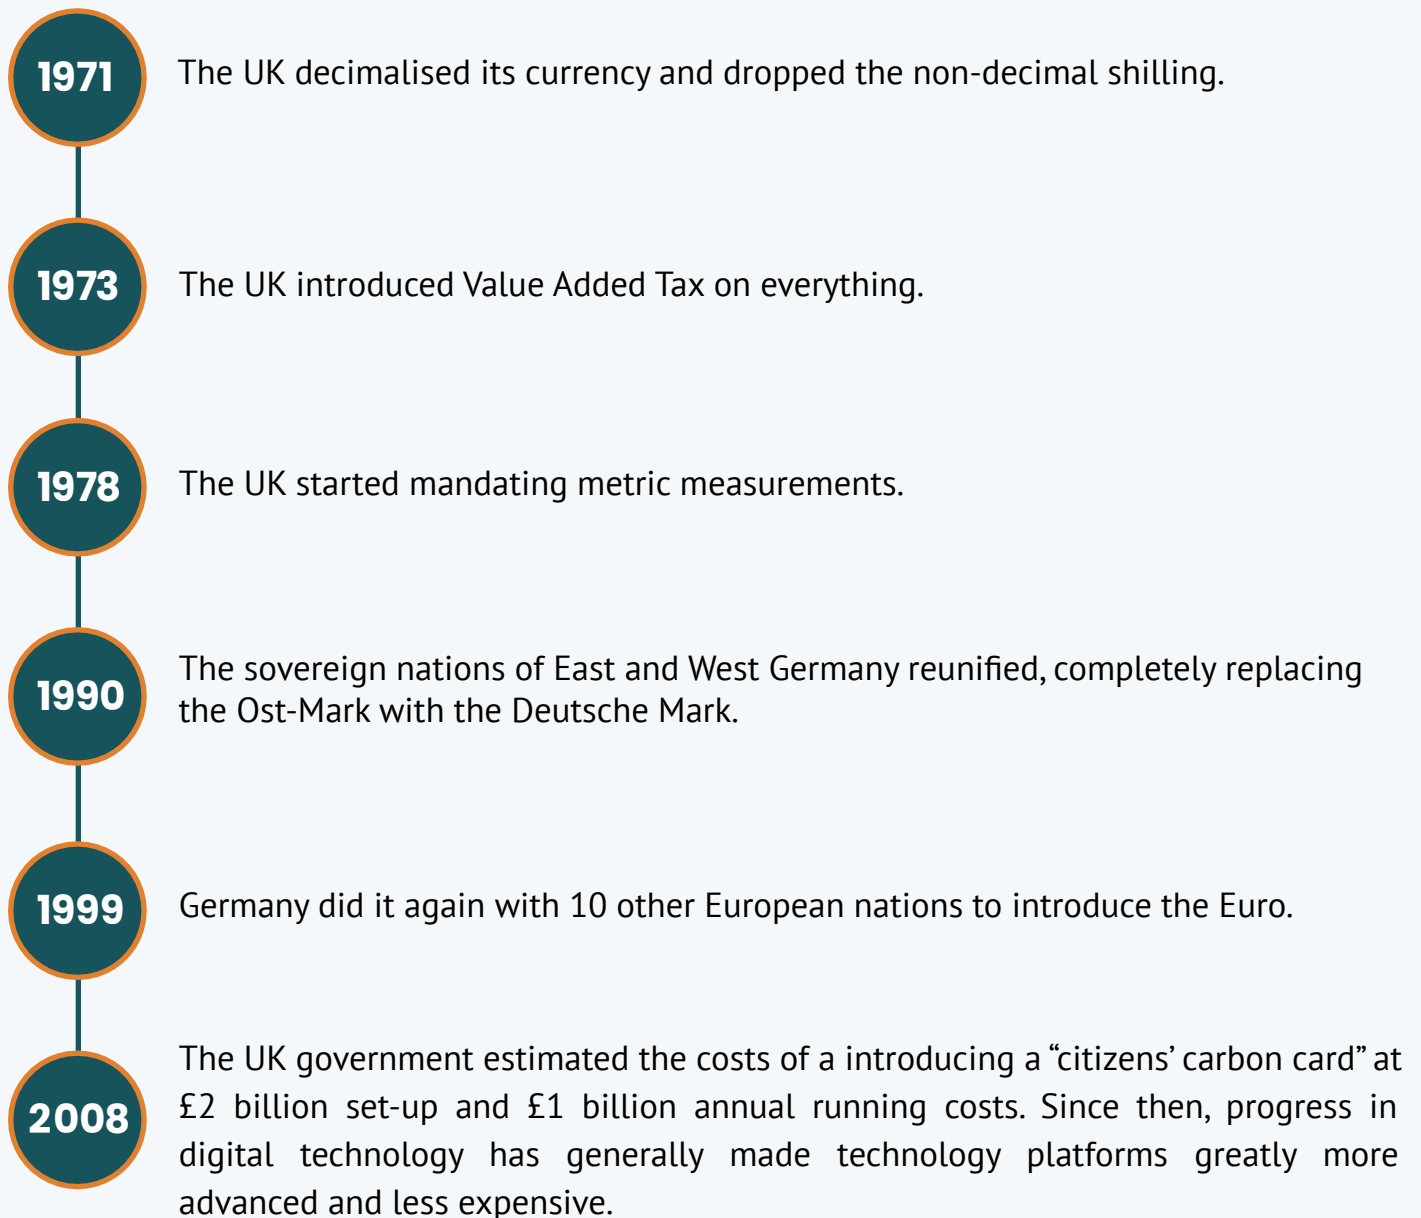 1971
The UK decimalised its currency and dropped the non-decimal shilling.
1973
The UK introduced Value Added Tax on everything.
1978
The UK started mandating metric measurements.
1990
The sovereign nations of East and West Germany reunified, completely replacing
the Ost-Mark with the Deutsche Mark.
1999
Germany did it again with 10 other European nations to introduce the Euro.
2008
The UK government estimated the costs of a introducing a “citizens’ carbon card” at
£2 billion set-up and £1 billion annual running costs. Since then, progress in
digital technology has generally made technology platforms greatly more
advanced and less expensive.